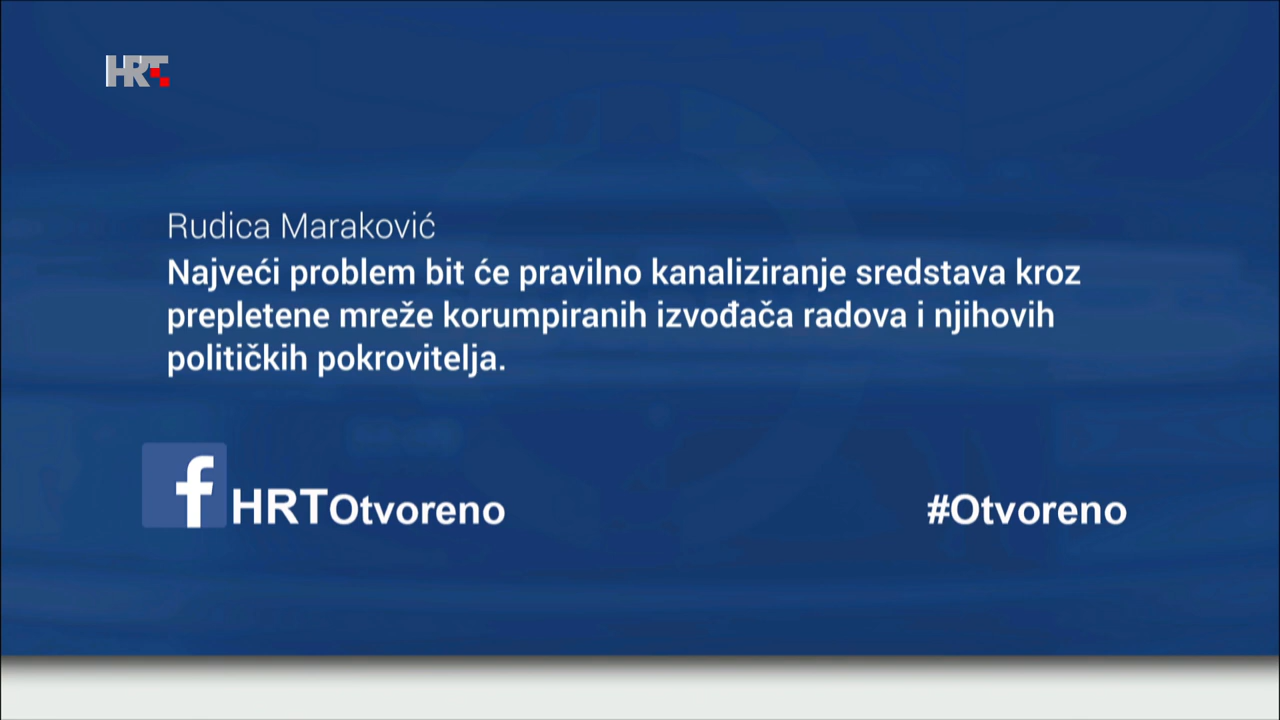 HRT
Rudica Maraković
Najveći problem bit će pravilno kanaliziranje sredstava kroz
prepletene mreže korumpiranih izvođača radova i njihovih
političkih pokrovitelja.
f HRTOtvoreno
#Otvoreno